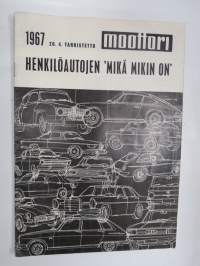 1967 20. 4. TARKISTETTU moottori
HENKILÖAUTOJEN "MIKÄ MIKIN ON"